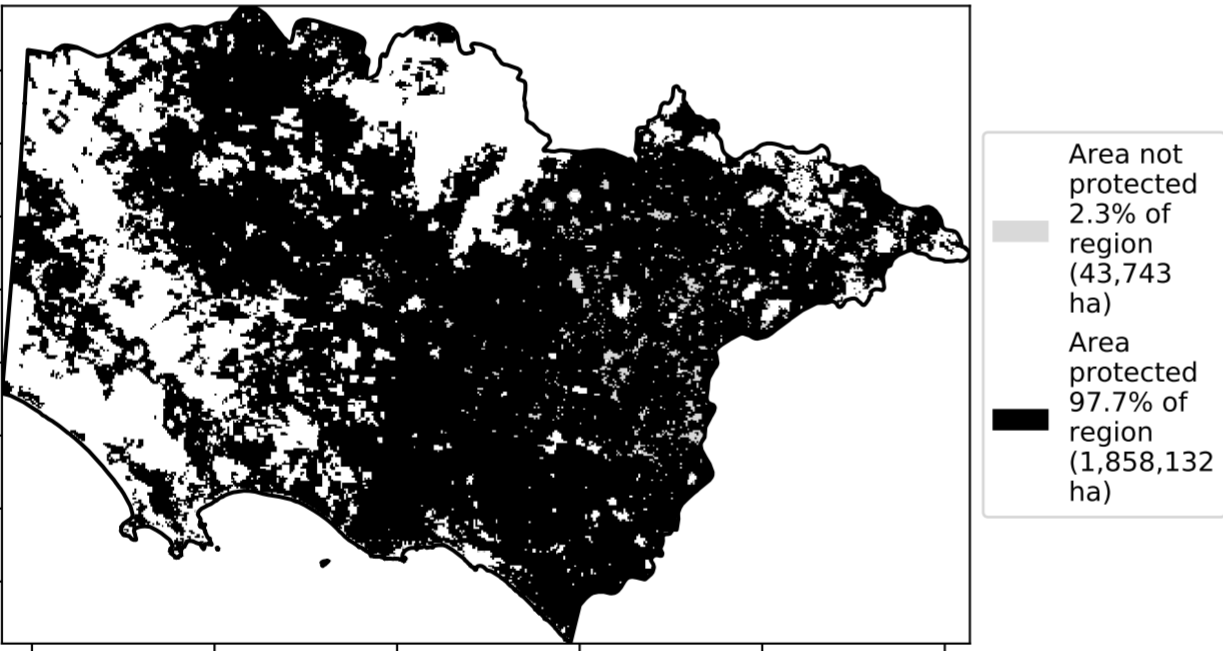 Area not
protected
2.3% of
region
(43,743
ha)
Area
protected
97.7% of
region
(1,858,132
ha)